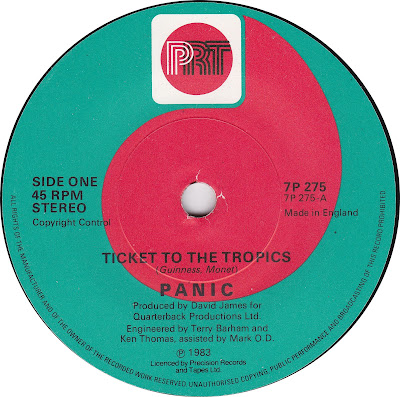 PRT
SIDE ONE
45 RPM
STEREO
Copyright Control
7P 275
7P 275-A
Made in England
TICKET TO THE TROPICS
(Guinness, Monet)
PANIC
Produced by David James for
Quarterback Productions Ltd.
Engineered by Terry Barham and
Ken Thomas, assisted by Mark O.D.
℗ 1983
Licenced by Precision Records
and Tapes Ltd.
ALL RIGHTS OF THE MANUFACTURER AND OF THE OWNER OF THE RECORDED WORK RESERVED UNAUTHORISED COPYING, PUBLIC PERFORMANCE AND BROADCASTING OF THIS RECORD PROHIBITED